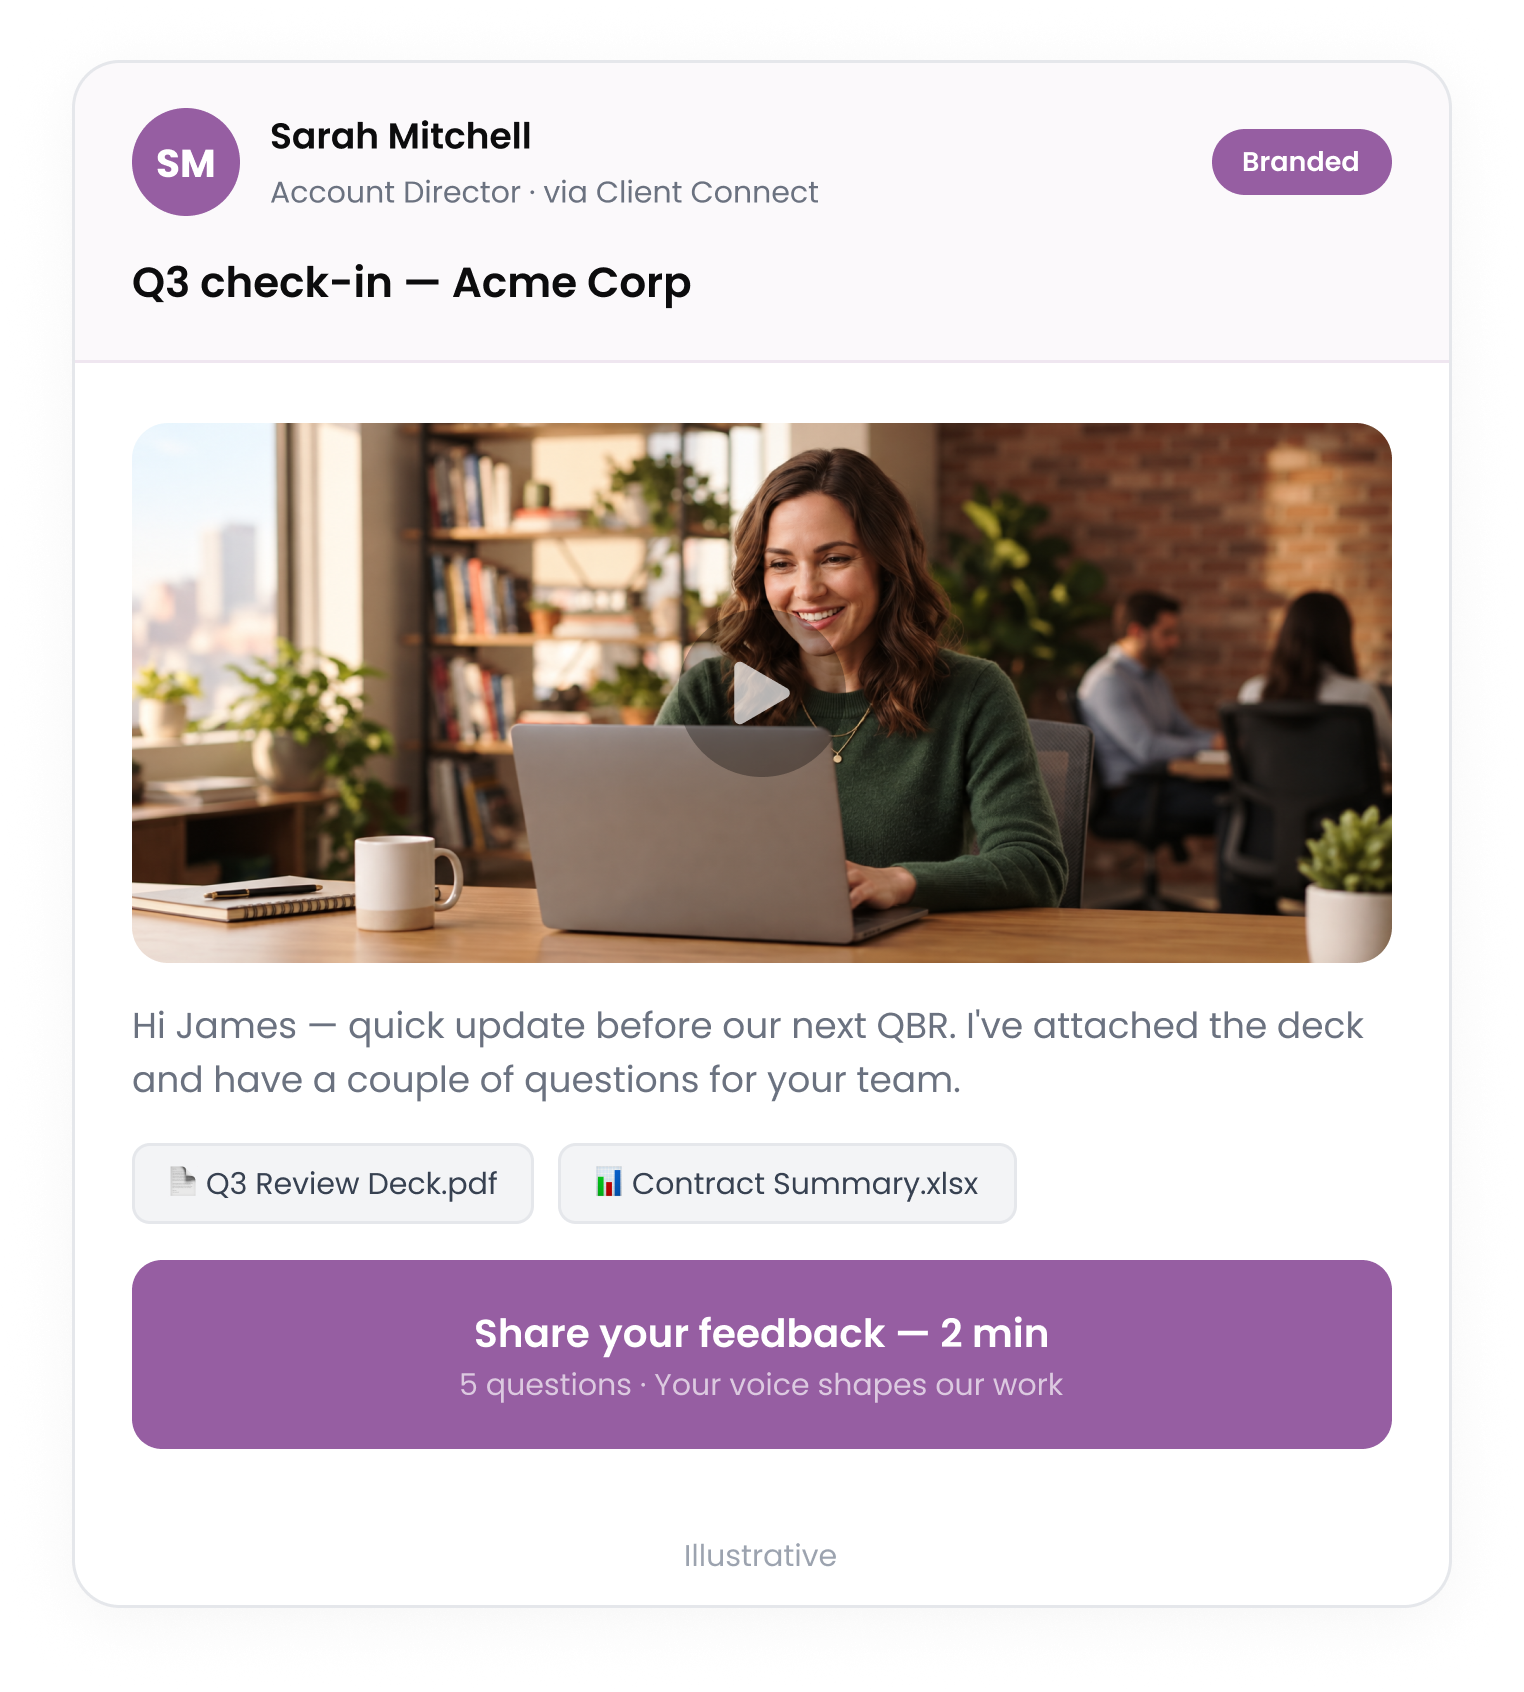 SM
Sarah Mitchell
Branded
Account Director · via Client Connect
Q3 check-in — Acme Corp
Hi James — quick update before our next QBR. I've attached the deck
and have a couple of questions for your team.
Q3 Review Deck.pdf
Contract Summary.xlsx
Share your feedback — 2 min
5 questions · Your voice shapes our work
Illustrative